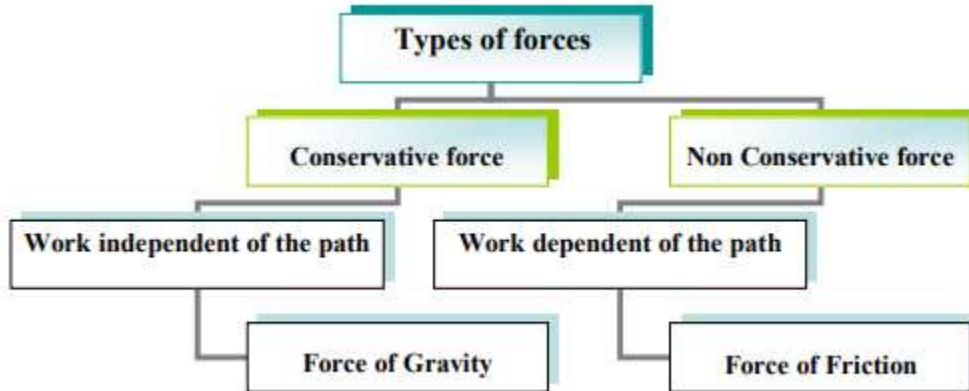 Types of forces
Conservative force
Non Conservative force
Work independent of the path
Work dependent of the path
Force of Gravity
Force of Friction